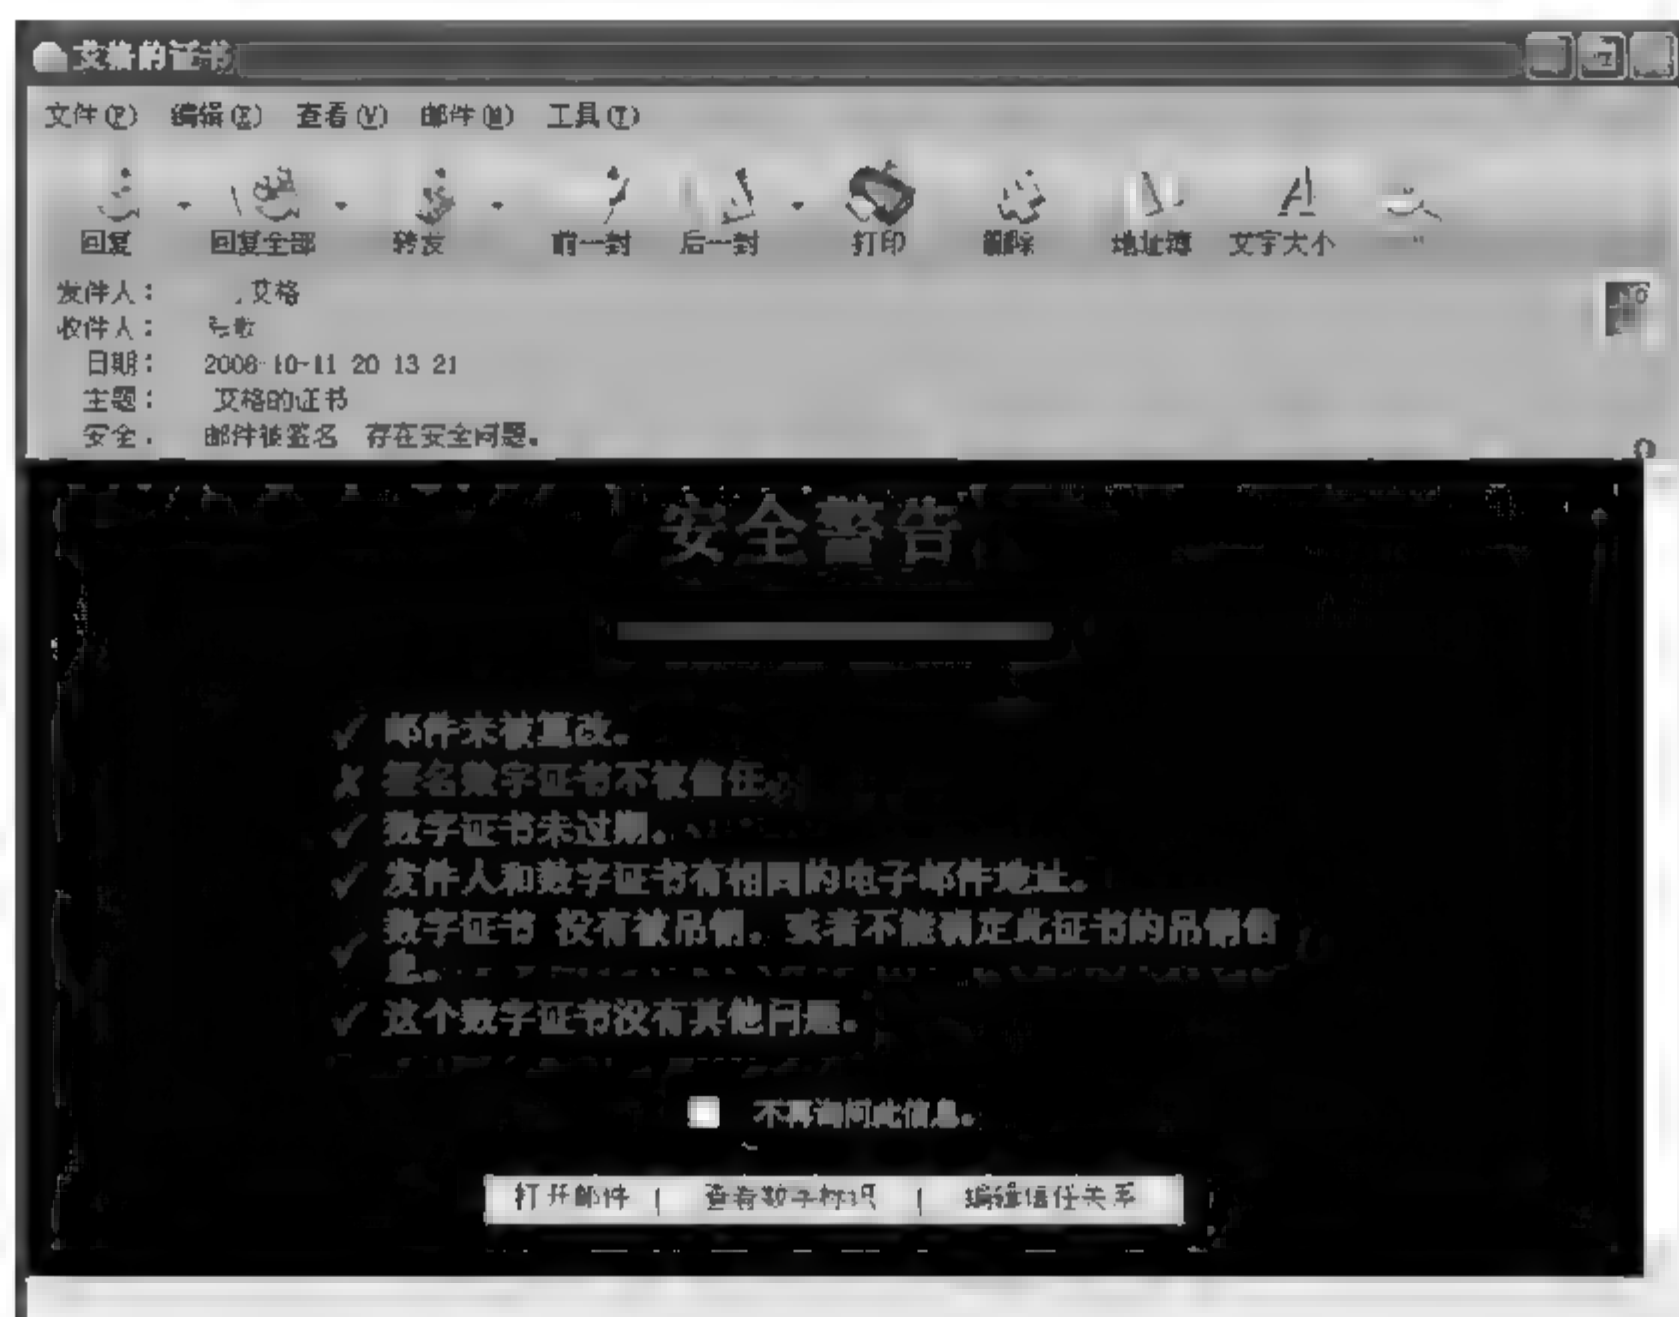 艾格的证书
文件(F) 编辑(E) 查看(V) 邮件(M) 工具(T)
回复 回复全部 转发 前一封 后一封 打印 删除 地址簿 文字大小
发件人： 艾格
收件人： 张敏
日期： 2008-10-11 20 13 21
主题： 艾格的证书
安全. 邮件被签名 存在安全问题。
安全警告
✓ 邮件未被篡改。
✗ 签名数字证书不被信任。
✓ 数字证书未过期。
✓ 发件人和数字证书有相同的电子邮件地址。
数字证书 没有被吊销。或者不能确定此证书的吊销信
✓ 息。
✓ 这个数字证书没有其他问题。
不再询问此信息。
打开邮件 | 查看数字标识 | 编辑信任关系